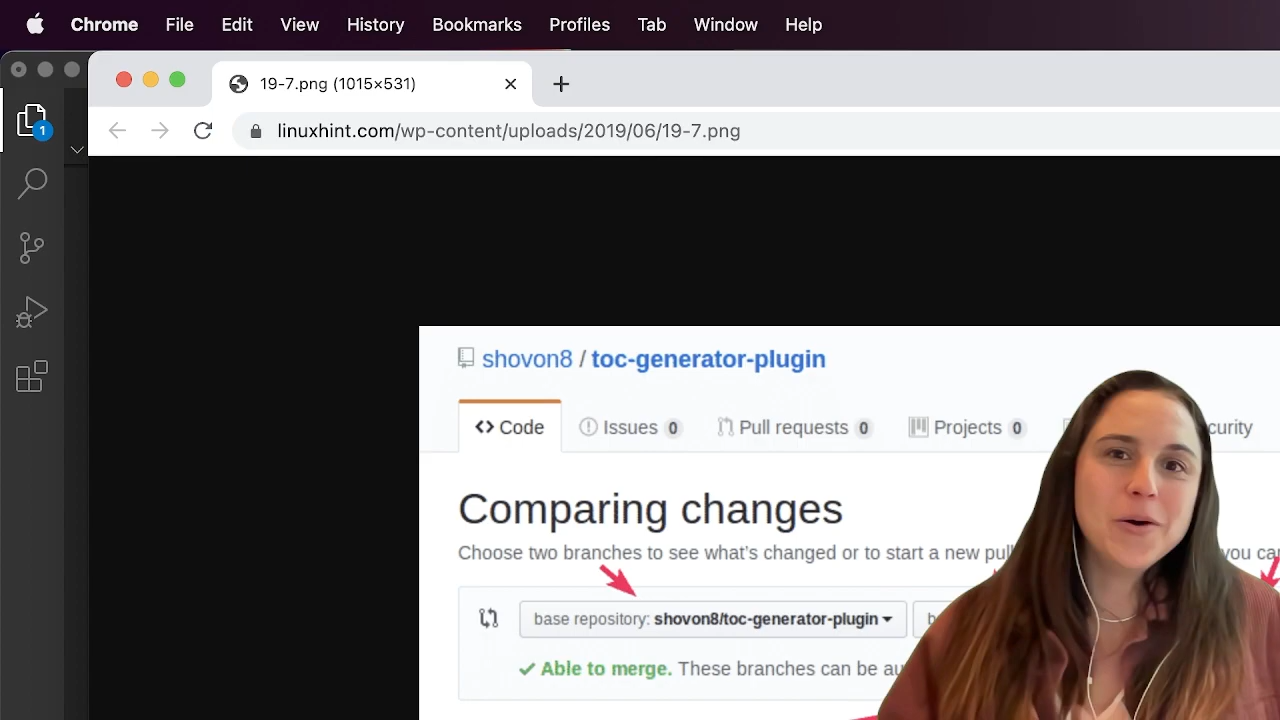 Chrome File Edit View History Bookmarks Profiles Tab Window Help
19-7.png (1015×531)
linuxhint.com/wp-content/uploads/2019/06/19-7.png
1
shovon8 / toc-generator-plugin
Code Issues 0 Pull requests 0 Projects 0 curity
Comparing changes
Choose two branches to see what's changed or to start a new pull you
base repository: shovon8/toc-generator-plugin
Able to merge. These branches can be